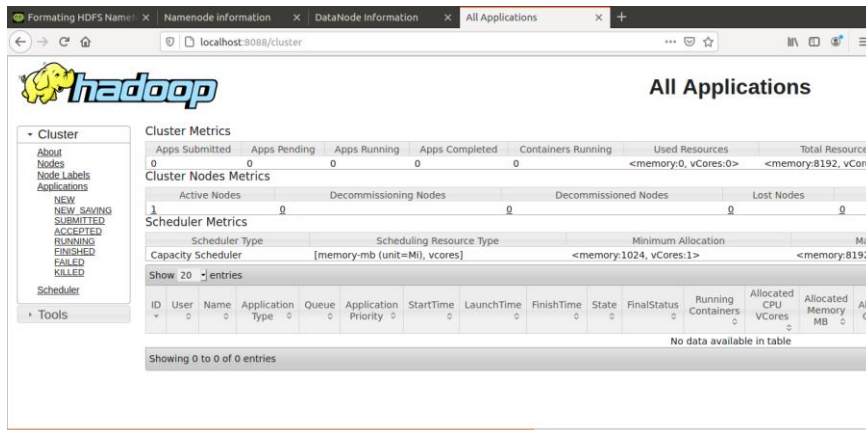 Formating HDFS Namen
Namenode information
DataNode Information
All Applications
localhost:8088/cluster
hadoop
All Applications
Cluster
About
Nodes
Node Labels
Applications
NEW
NEW_SAVING
SUBMITTED
ACCEPTED
RUNNING
FINISHED
FAILED
KILLED
Scheduler
Tools
Cluster Metrics
Apps Submitted Apps Pending Apps Running Apps Completed Containers Running Used Resources Total Resource
0 0 0 0 0 <memory:0, vCores:0> <memory:8192, vCor
Cluster Nodes Metrics
Active Nodes Decommissioning Nodes Decommissioned Nodes Lost Nodes
1 0 0 0 0
Scheduler Metrics
Scheduler Type Scheduling Resource Type Minimum Allocation Ma
Capacity Scheduler [memory-mb (unit=Mi), vcores] <memory:1024, vCores:1> <memory:8192
Show 20 entries
ID User Name Application Type Queue Application Priority StartTime LaunchTime FinishTime State FinalStatus Running Containers Allocated CPU VCores Allocated Memory MB
No data available in table
Showing 0 to 0 of 0 entries